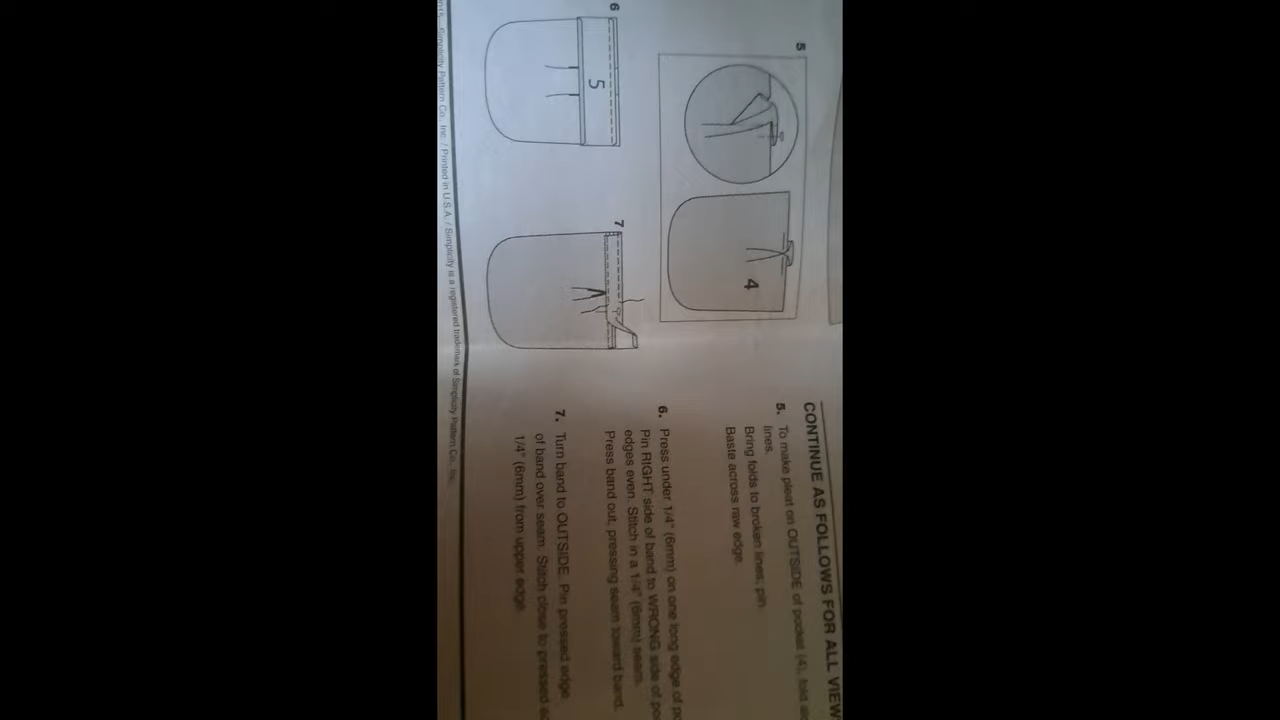 CONTINUE AS FOLLOWS FOR ALL VIEW
5. To make pleat on OUTSIDE of pocket (4), fold
lines.
Bring folds to broken lines; pin.
Baste across raw edge.
6. Press under 1/4" (6mm) on one long edge of
Pin RIGHT side of band to WRONG side of
edges even. Stitch in a 1/4" (6mm) seam.
Press band out, pressing seam toward band.
7. Turn band to OUTSIDE. Pin pressed edge
of band over seam. Stitch close to pressed
1/4" (6mm) from upper edge.
5
4
6
5
7
Simplicity Pattern Co., Inc. / Printed in U.S.A. / Simplicity is a registered trademark of Simplicity Pattern Co., Inc.